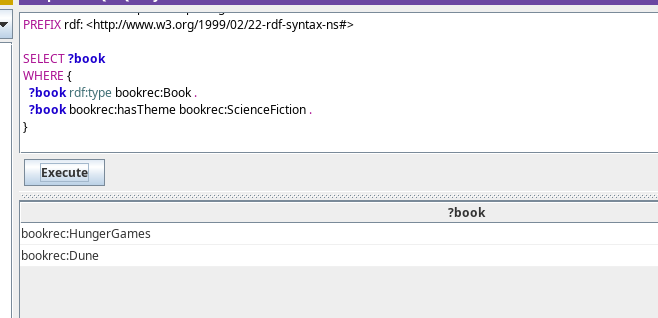 PREFIX rdf: <http://www.w3.org/1999/02/22-rdf-syntax-ns#>
SELECT ?book
WHERE {
?book rdf:type bookrec:Book .
?book bookrec:hasTheme bookrec:ScienceFiction .
}
Execute
?book
bookrec:HungerGames
bookrec:Dune